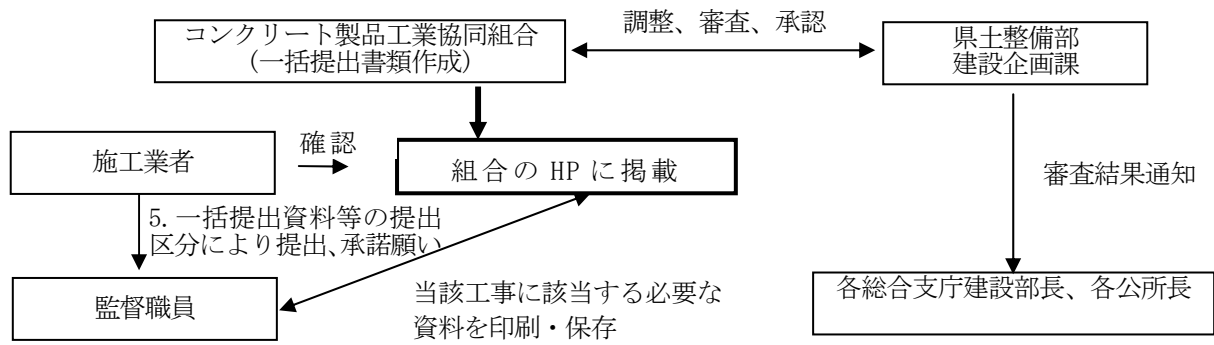 コンクリート製品工業協同組合
（一括提出書類作成）
調整、審査、承認
県土整備部
建設企画課
施工業者
確認
組合の HP に掲載
審査結果通知
5. 一括提出資料等の提出
区分により提出、承諾願い
監督職員
当該工事に該当する必要な
資料を印刷・保存
各総合支庁建設部長、各公所長